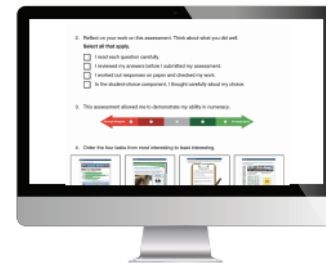 2. Reflect on your work on this assessment. Think about what you did well.
Select all that apply.
I read each question carefully.
I reviewed my answers before I submitted my assessment.
I worked out responses on paper and checked my work.
In the student-choice component, I thought carefully about my choice.
3. This assessment allowed me to demonstrate my ability in numeracy.
4. Order the four tasks from most interesting to least interesting.